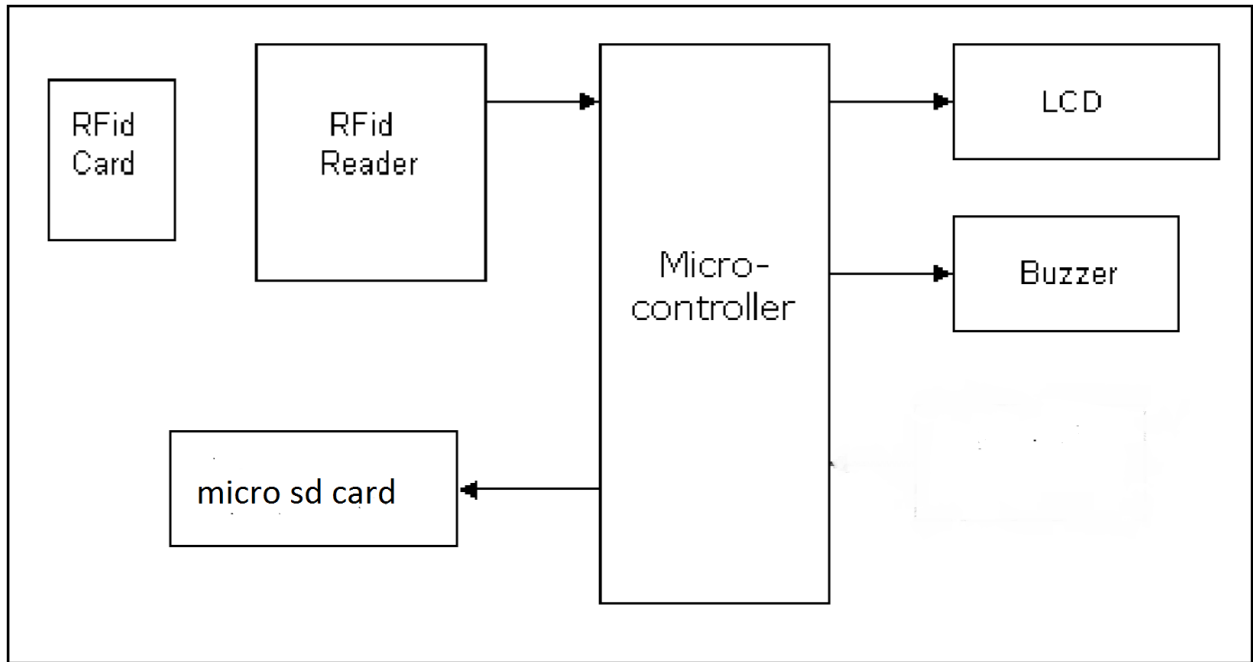 RFid
Card
RFid
Reader
Micro-
controller
LCD
Buzzer
micro sd card